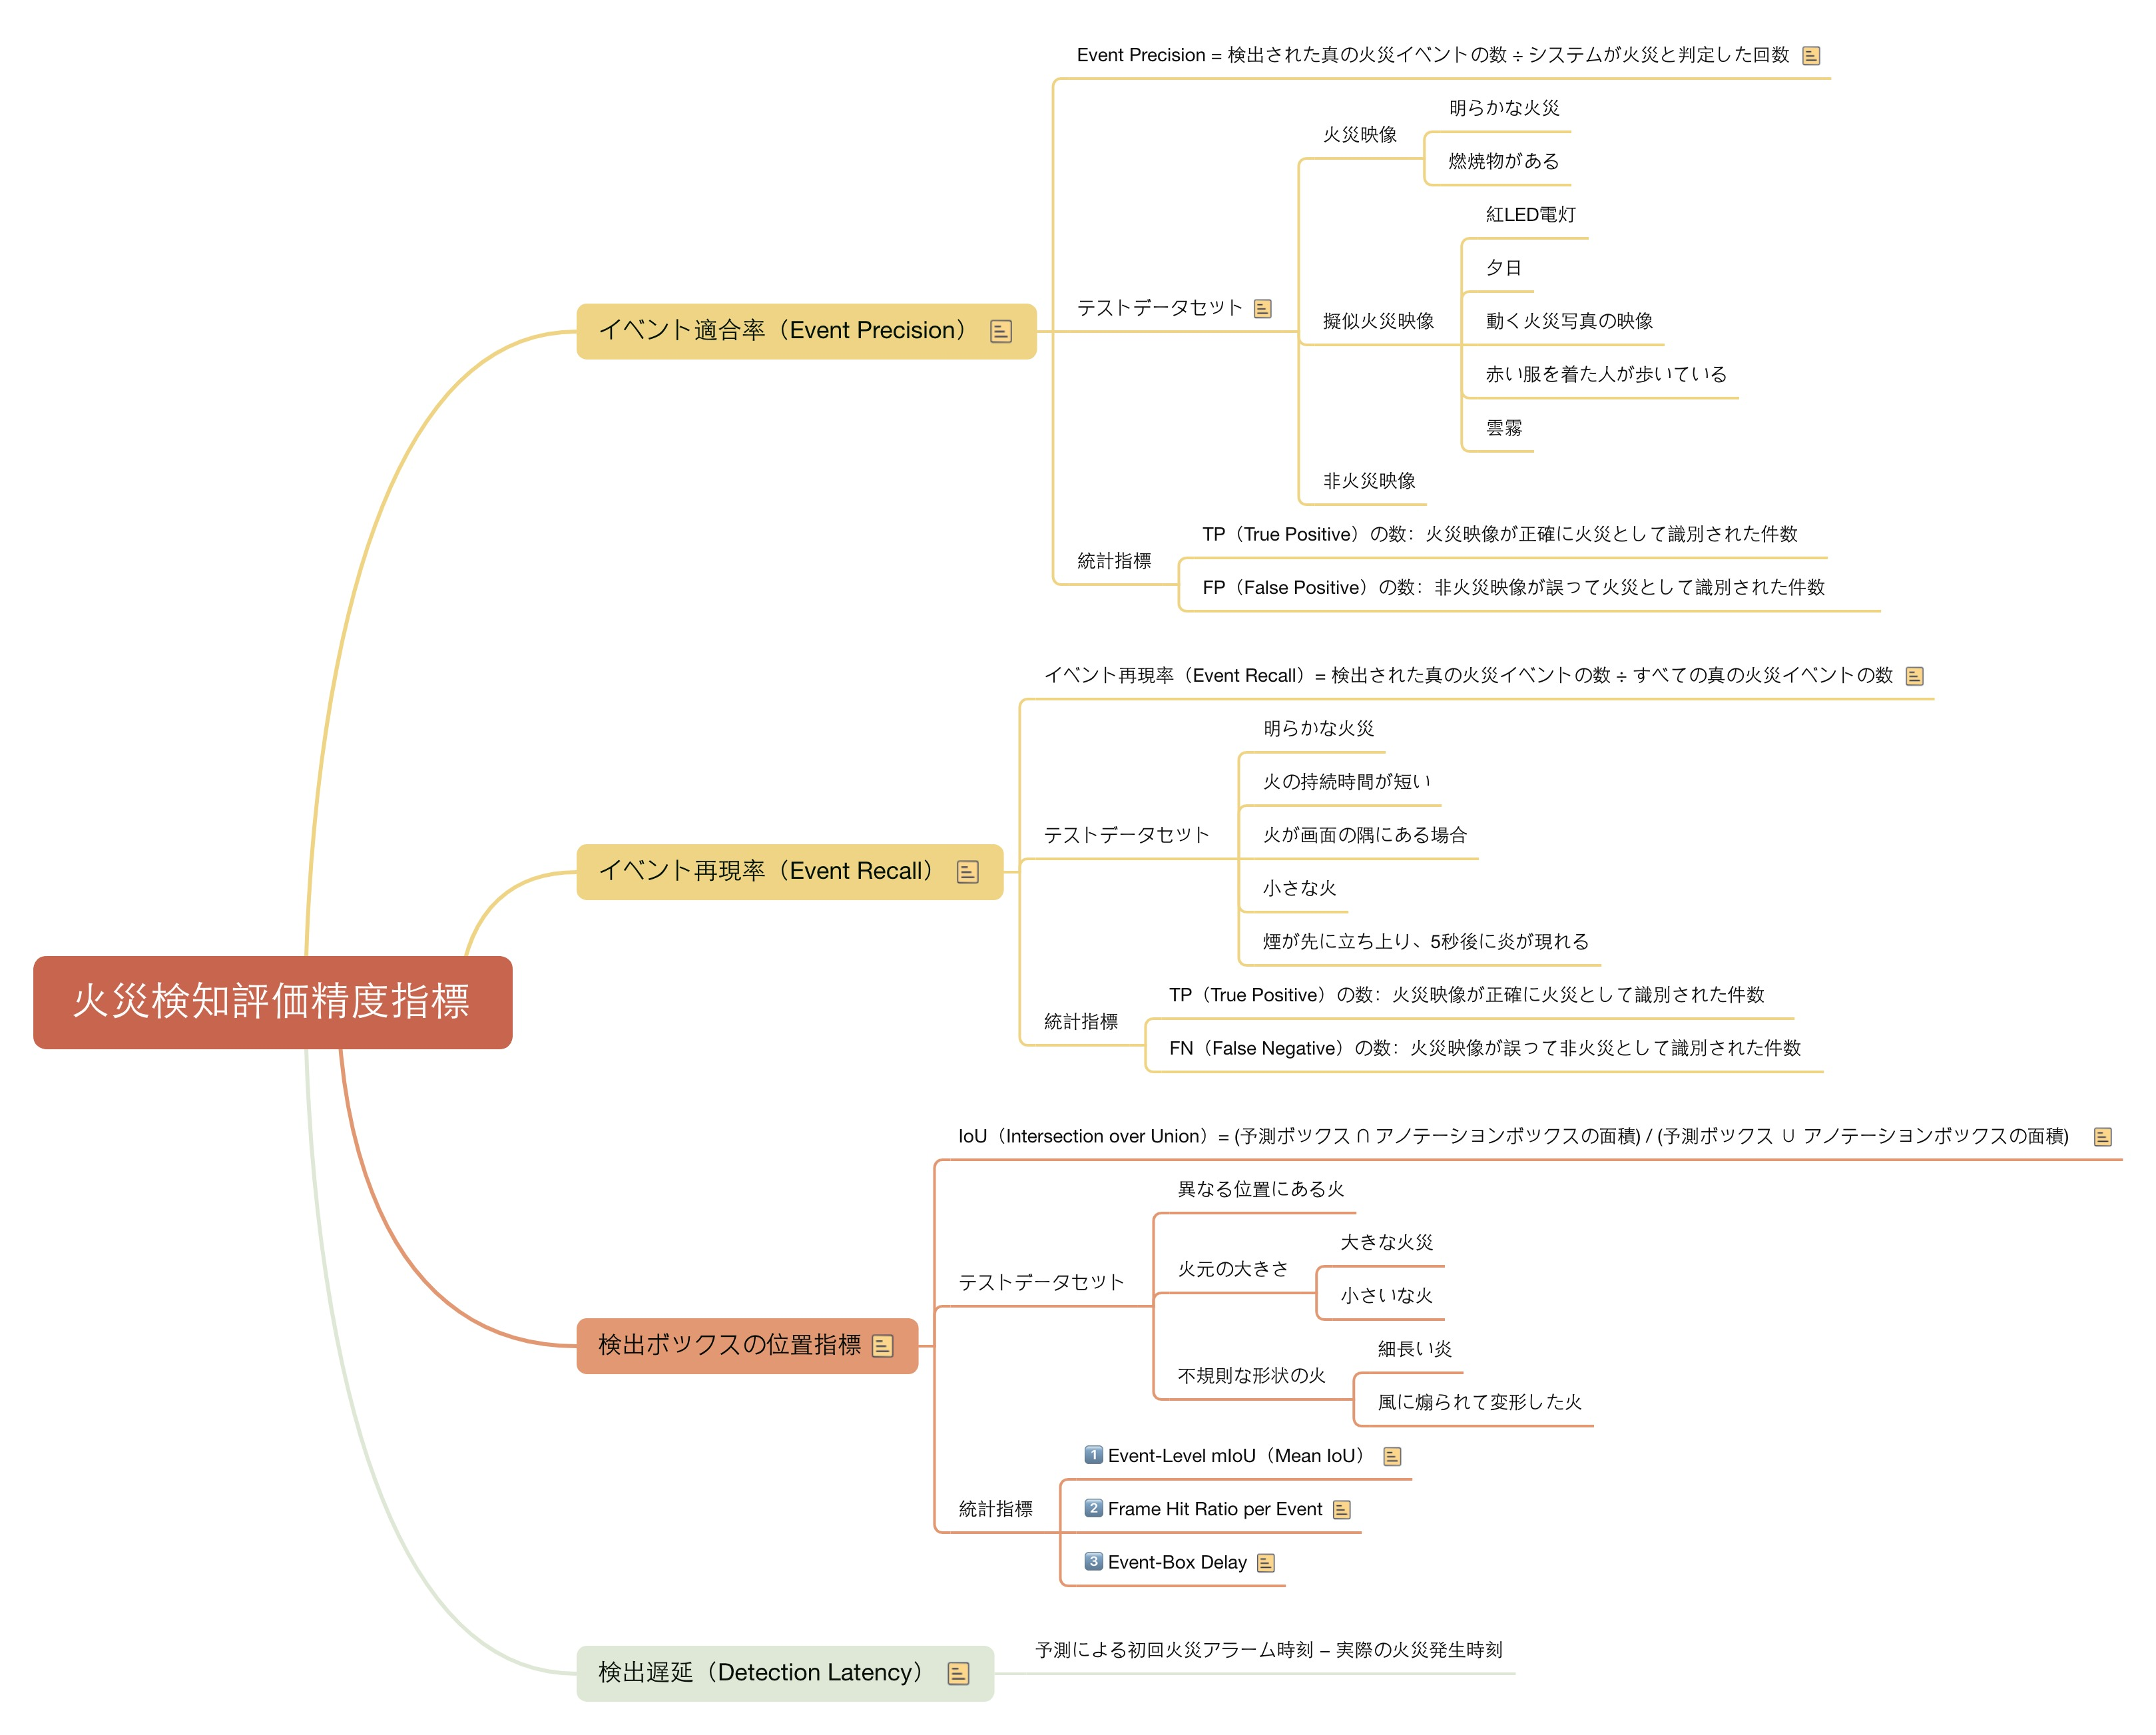 火災検知評価精度指標
イベント適合率（Event Precision）
Event Precision = 検出された真の火災イベントの数 ÷ システムが火災と判定した回数
テストデータセット
火災映像
明らかな火災
燃焼物がある
擬似火災映像
紅LED電灯
夕日
動く火災写真の映像
赤い服を着た人が歩いている
雲霧
非火災映像
統計指標
TP（True Positive）の数：火災映像が正確に火災として識別された件数
FP（False Positive）の数：非火災映像が誤って火災として識別された件数
イベント再現率（Event Recall）
イベント再現率（Event Recall）= 検出された真の火災イベントの数 ÷ すべての真の火災イベントの数
テストデータセット
明らかな火災
火の持続時間が短い
火が画面の隅にある場合
小さな火
煙が先に立ち上り、5秒後に炎が現れる
統計指標
TP（True Positive）の数：火災映像が正確に火災として識別された件数
FN（False Negative）の数：火災映像が誤って非火災として識別された件数
検出ボックスの位置指標
IoU（Intersection over Union）= (予測ボックス ∩ アノテーションボックスの面積) / (予測ボックス ∪ アノテーションボックスの面積)
テストデータセット
異なる位置にある火
火元の大きさ
大きな火災
小さいな火
不規則な形状の火
細長い炎
風に煽られて変形した火
統計指標
1️⃣ Event-Level mIoU（Mean IoU）
2️⃣ Frame Hit Ratio per Event
3️⃣ Event-Box Delay
検出遅延（Detection Latency）
予測による初回火災アラーム時刻 – 実際の火災発生時刻